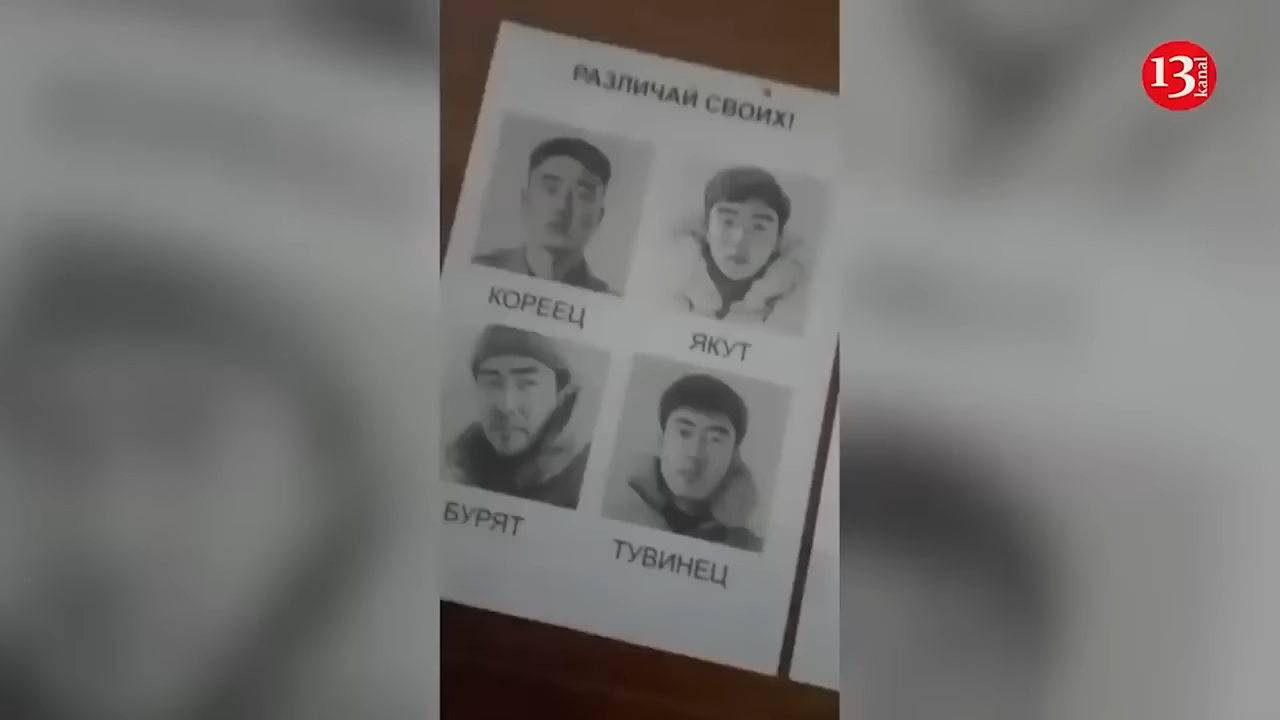 13
kanal
РАЗЛИЧАЙ СВОИХ!
КОРЕЕЦ
ЯКУТ
БУРЯТ
ТУВИНЕЦ